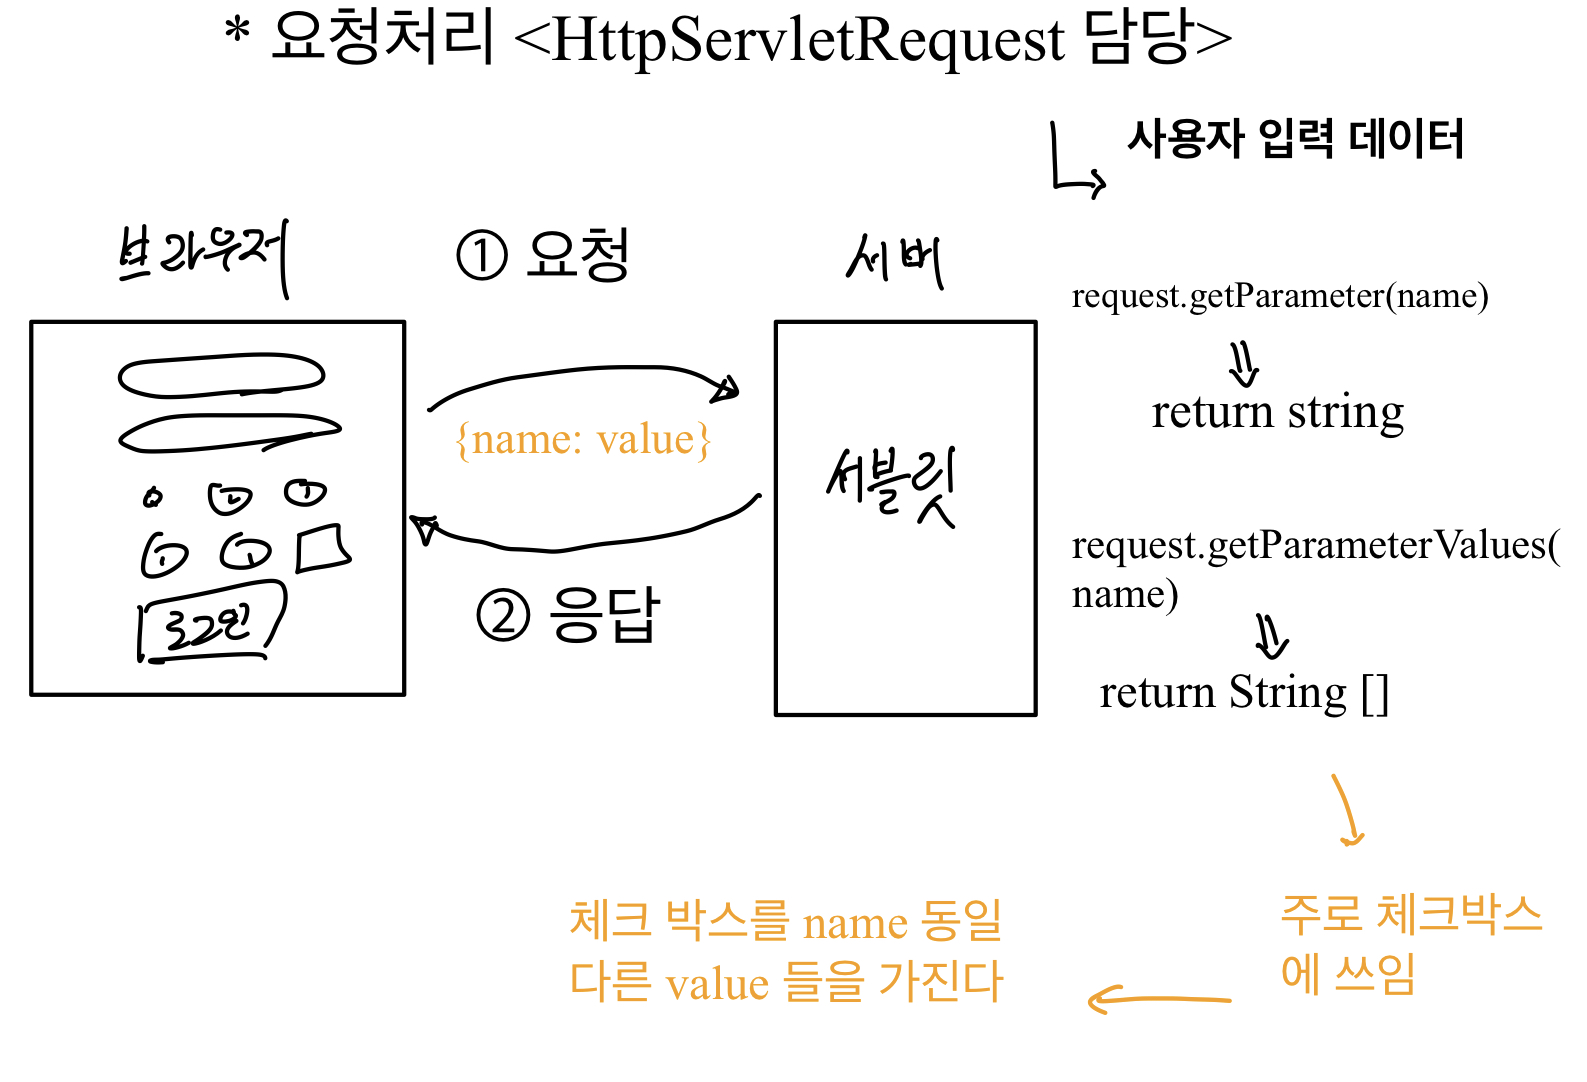 * 요청처리 <HttpServletRequest 담당>
사용자 입력 데이터
브라우저
① 요청
서버
request.getParameter(name)
return string
{name: value}
서블릿
로그인
② 응답
request.getParameterValues(
name)
return String []
주로 체크박스
에 쓰임
체크 박스를 name 동일
다른 value 들을 가진다